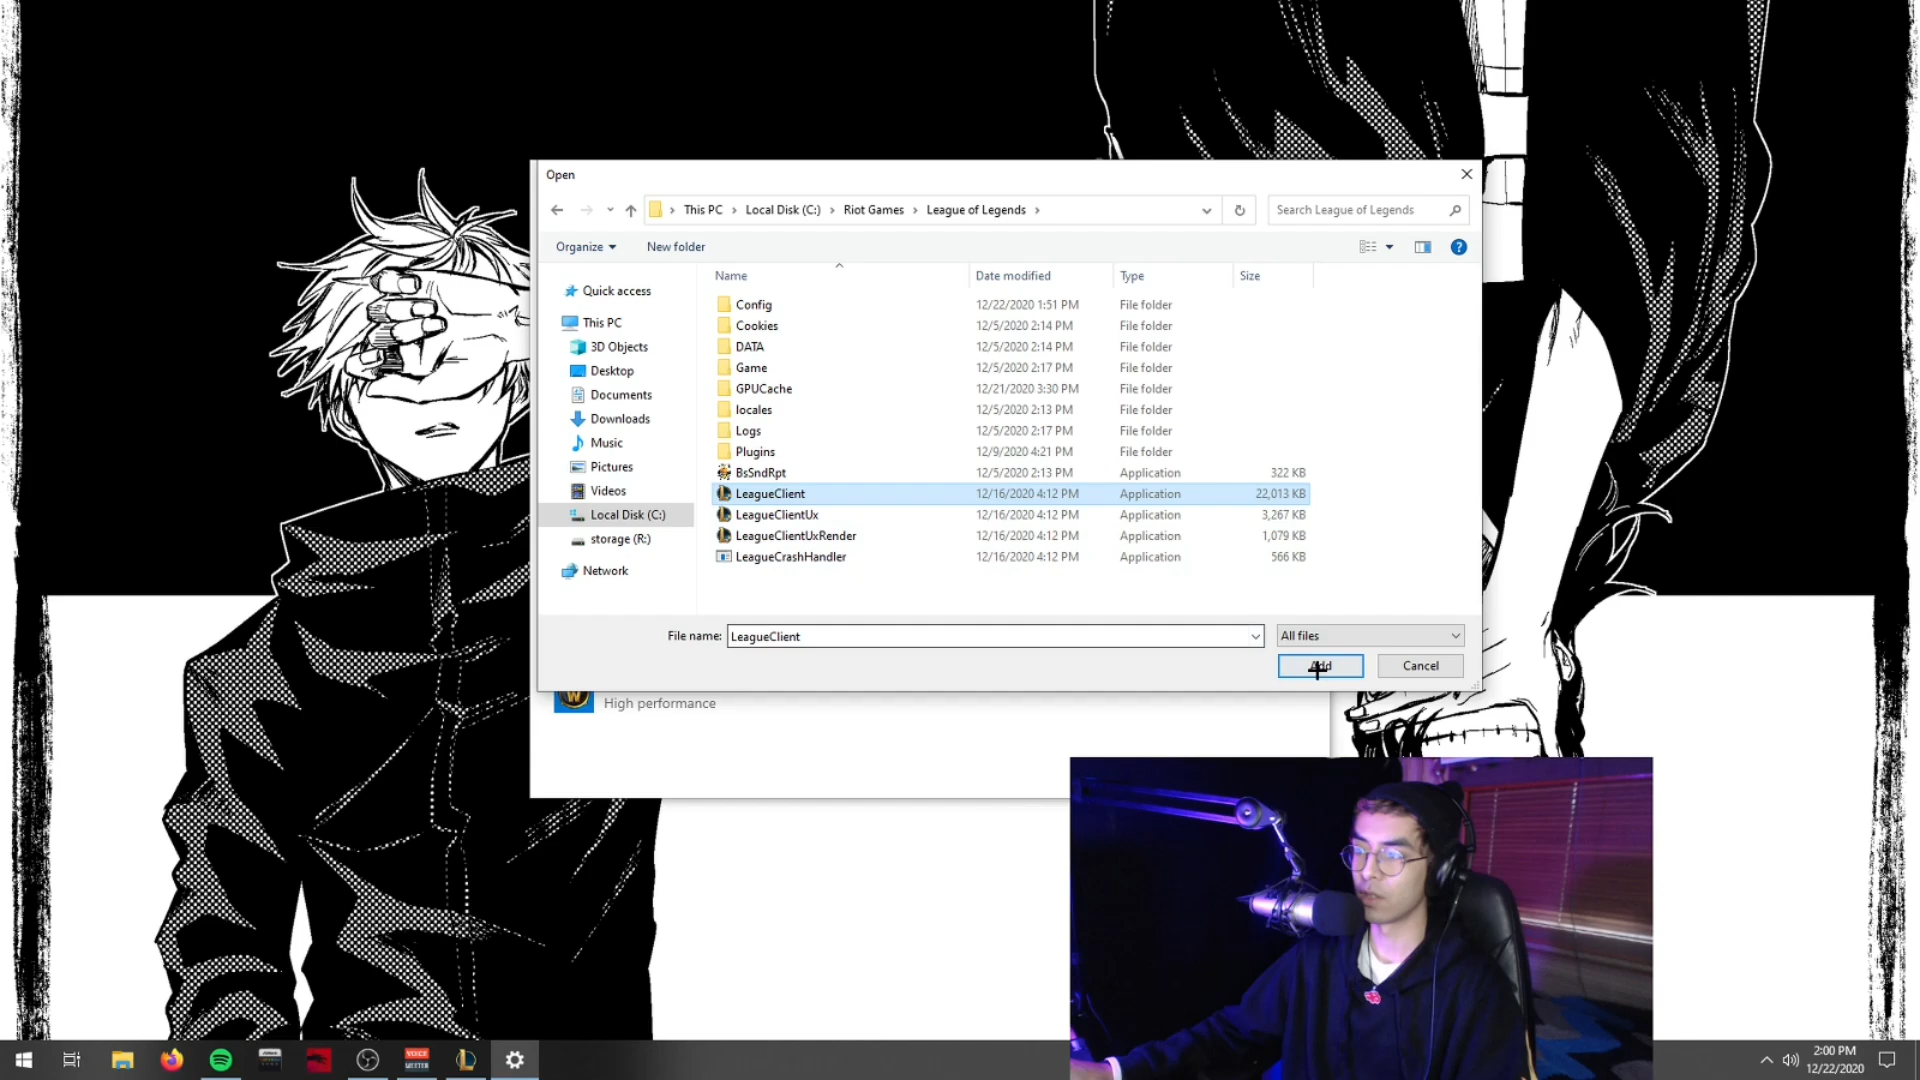 Open
This PC > Local Disk (C:) > Riot Games > League of Legends >
Search League of Legends
Organize
New folder
Name
Date modified
Type
Size
Quick access
This PC
3D Objects
Desktop
Documents
Downloads
Music
Pictures
Videos
Local Disk (C:)
storage (R:)
Network
Config 12/22/2020 1:51 PM File folder
Cookies 12/5/2020 2:14 PM File folder
DATA 12/5/2020 2:14 PM File folder
Game 12/5/2020 2:17 PM File folder
GPUCache 12/21/2020 3:30 PM File folder
locales 12/5/2020 2:13 PM File folder
Logs 12/5/2020 2:17 PM File folder
Plugins 12/9/2020 4:21 PM File folder
BsSndRpt 12/5/2020 2:13 PM Application 322 KB
LeagueClient 12/16/2020 4:12 PM Application 22,013 KB
LeagueClientUx 12/16/2020 4:12 PM Application 3,267 KB
LeagueClientUxRender 12/16/2020 4:12 PM Application 1,079 KB
LeagueCrashHandler 12/16/2020 4:12 PM Application 566 KB
File name: LeagueClient
All files
Add
Cancel
High performance
VOICE
MEETER
2:00 PM
12/22/2020